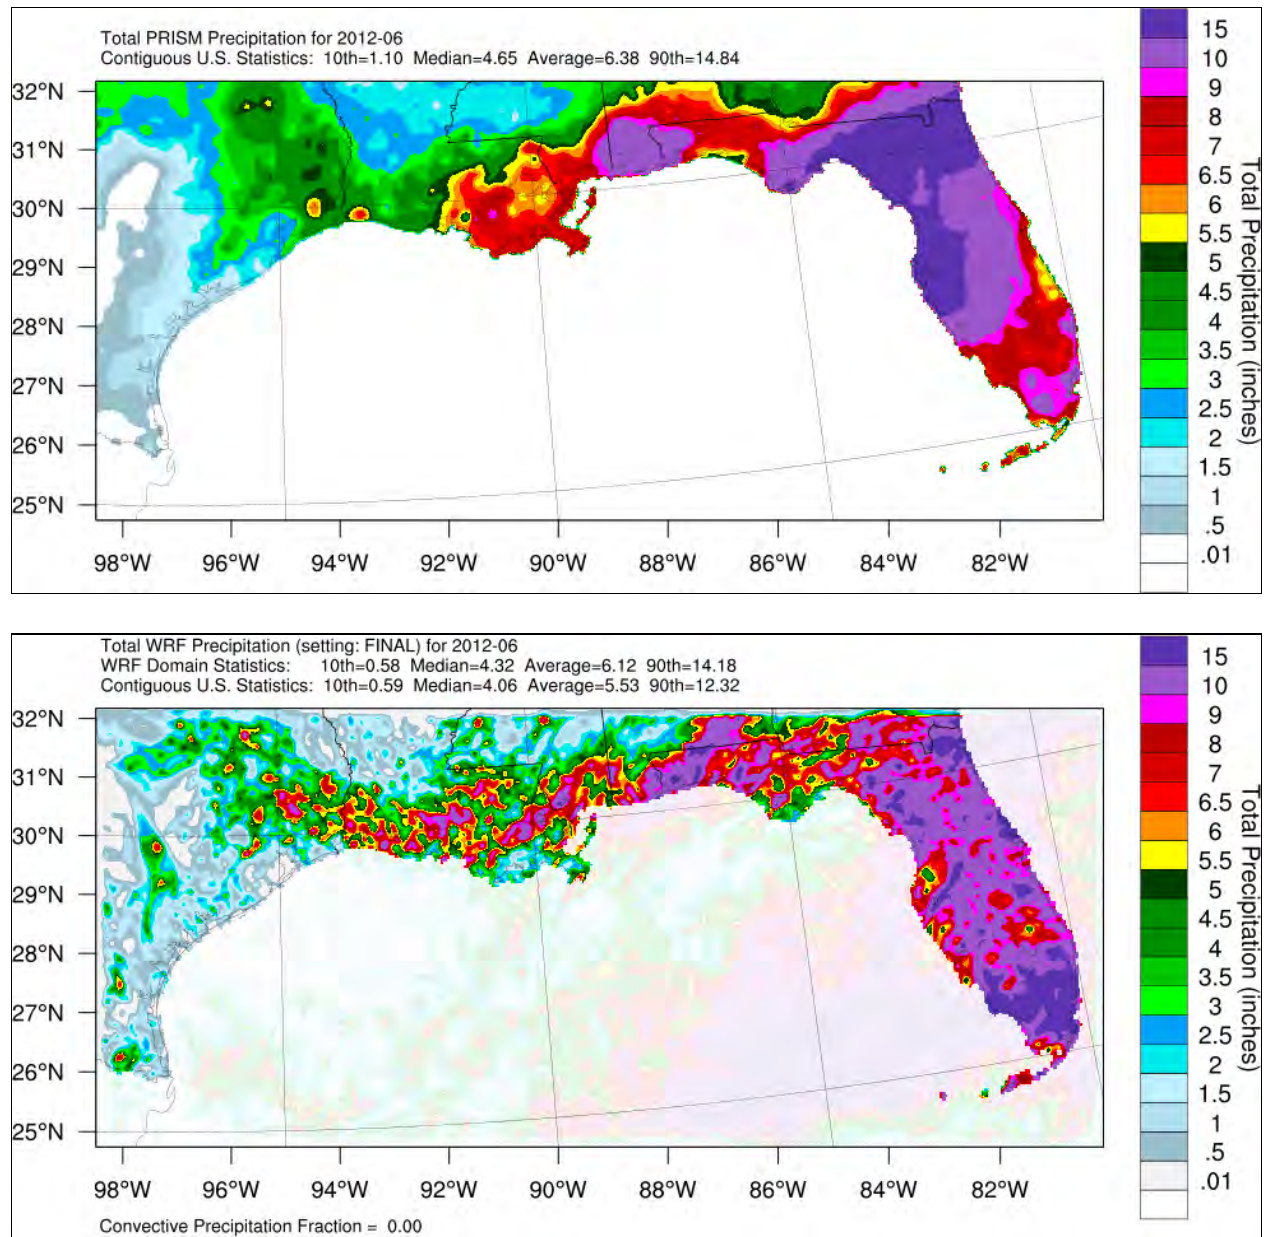 Total PRISM Precipitation for 2012-06
Contiguous U.S. Statistics: 10th=1.10 Median=4.65 Average=6.38 90th=14.84
32°N
31°N
30°N
29°N
28°N
27°N
26°N
25°N
98°W 96°W 94°W 92°W 90°W 88°W 86°W 84°W 82°W
15
10
9
8
7
6.5
6
5.5
5
4.5
4
3.5
3
2.5
2
1.5
1
.5
.01
Total Precipitation (inches)
Total WRF Precipitation (setting: FINAL) for 2012-06
WRF Domain Statistics: 10th=0.58 Median=4.32 Average=6.12 90th=14.18
Contiguous U.S. Statistics: 10th=0.59 Median=4.06 Average=5.53 90th=12.32
32°N
31°N
30°N
29°N
28°N
27°N
26°N
25°N
98°W 96°W 94°W 92°W 90°W 88°W 86°W 84°W 82°W
15
10
9
8
7
6.5
6
5.5
5
4.5
4
3.5
3
2.5
2
1.5
1
.5
.01
Total Precipitation (inches)
Convective Precipitation Fraction = 0.00